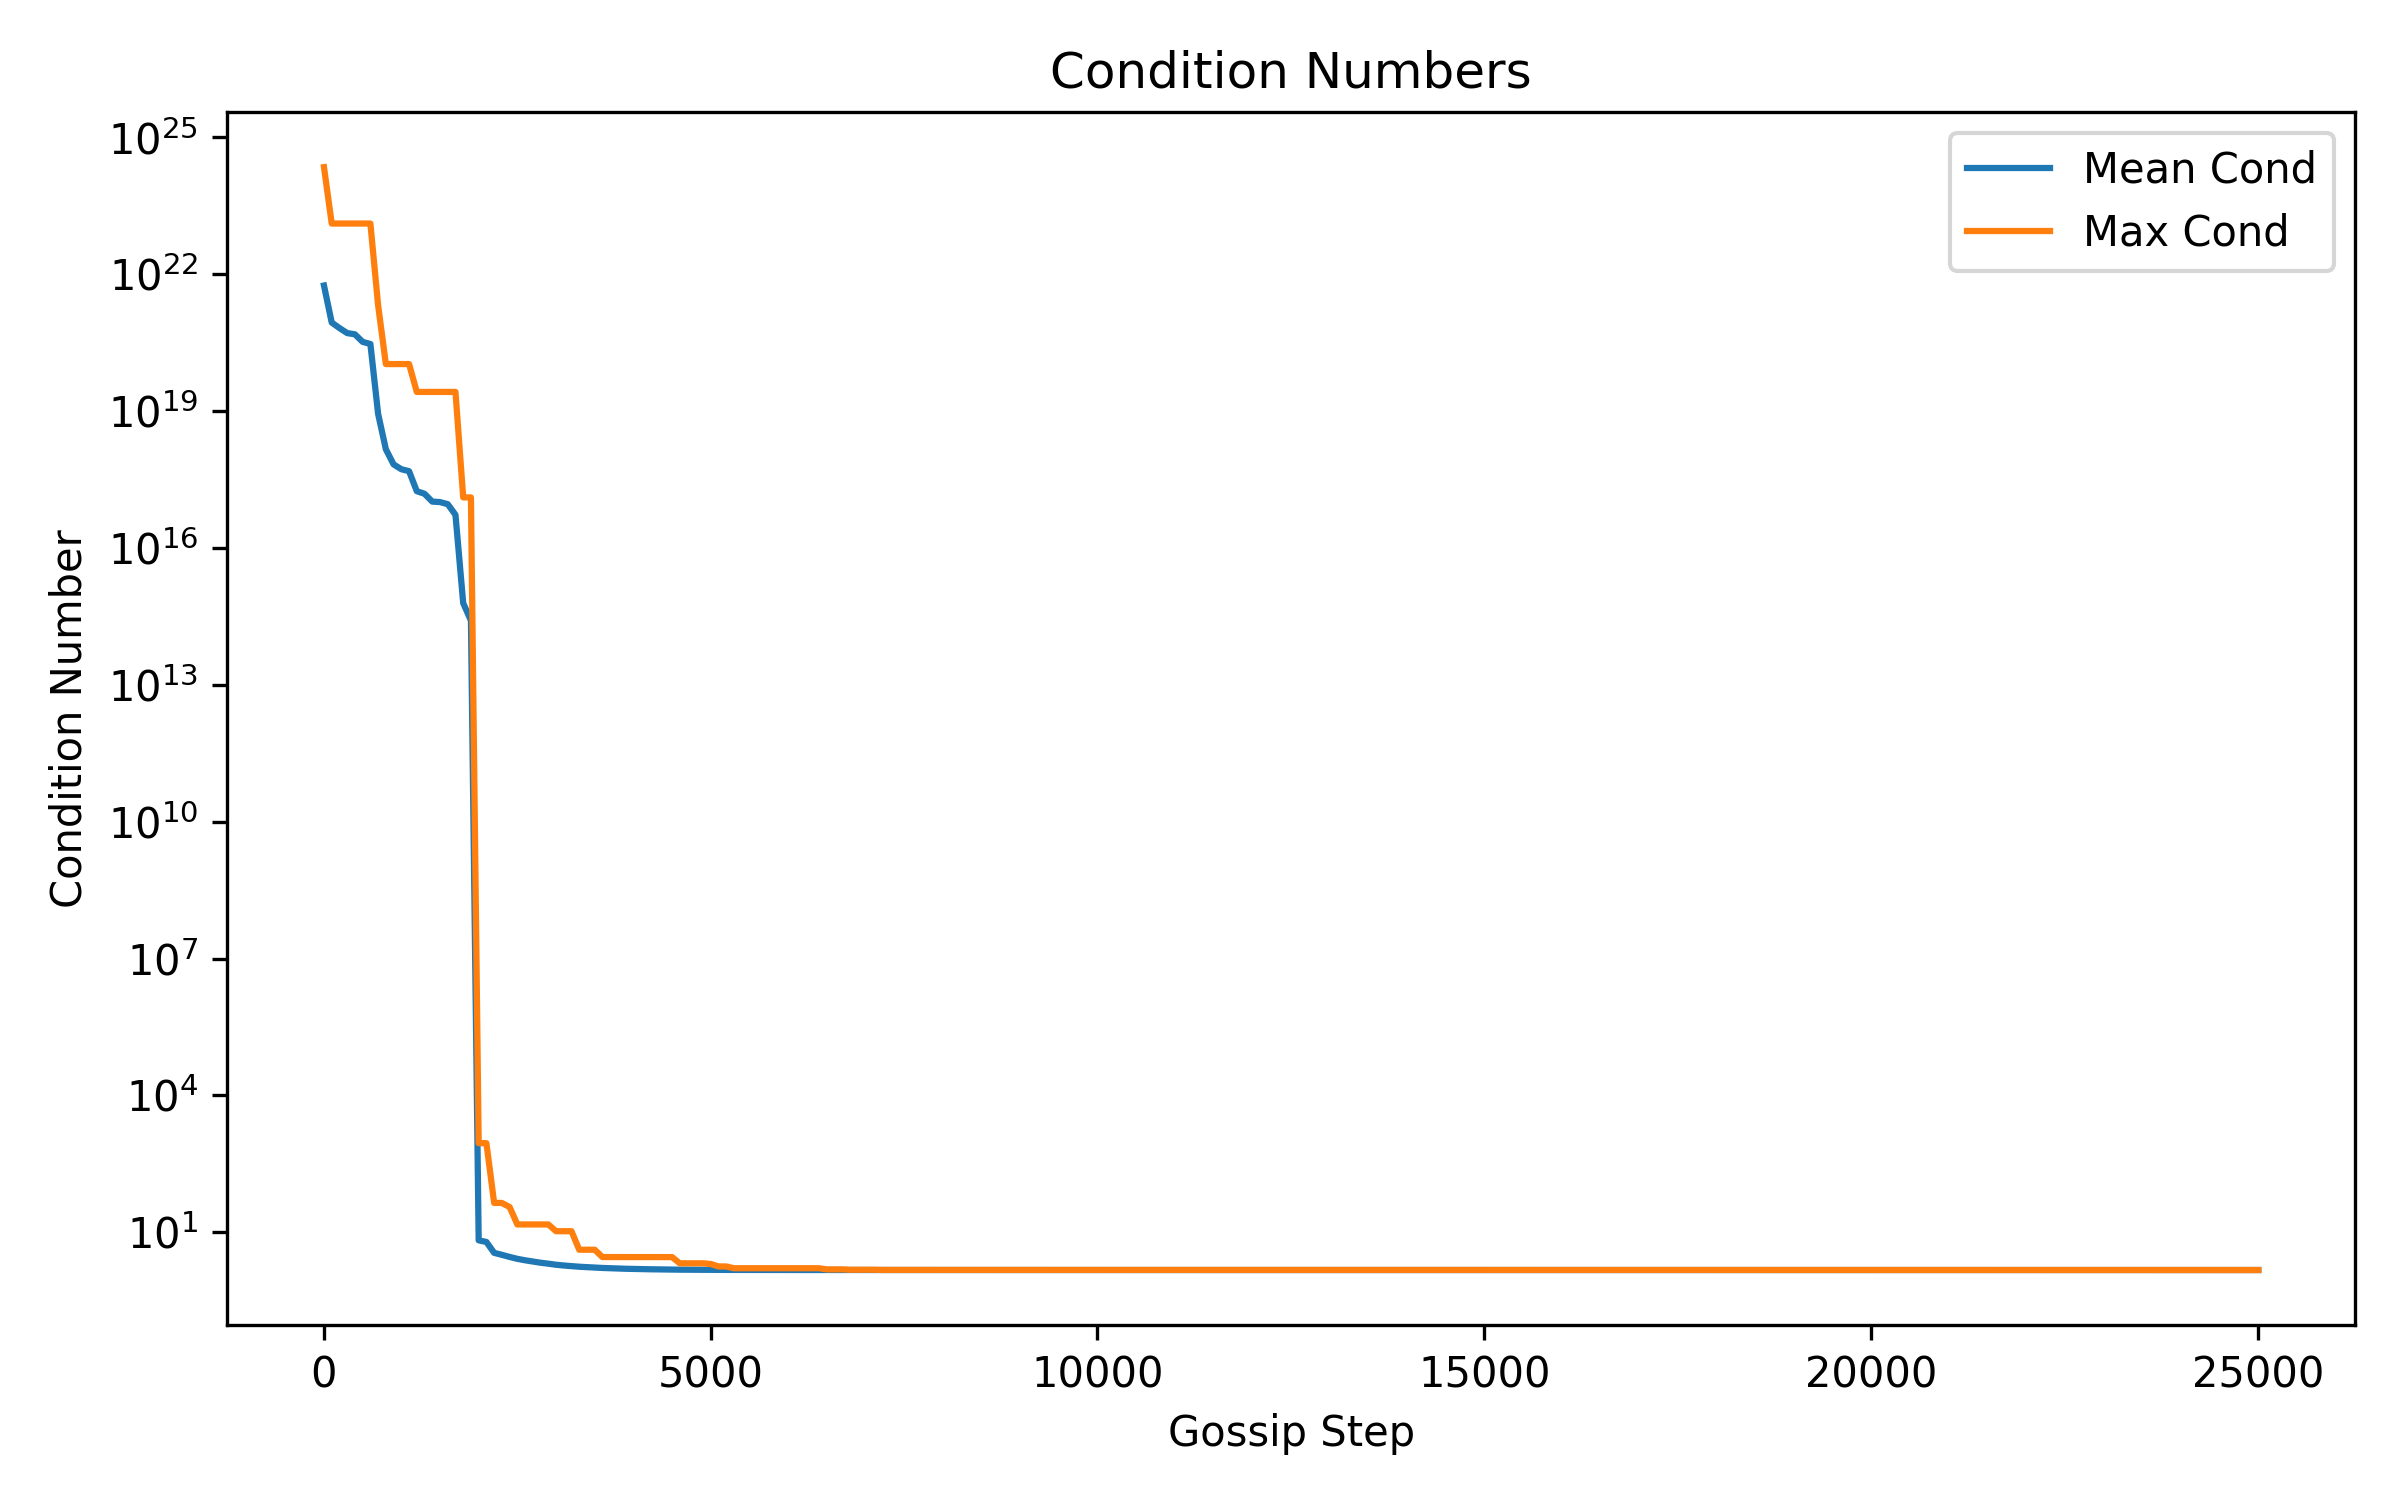 Condition Numbers
10^25
10^22
10^19
10^16
10^13
10^10
10^7
10^4
10^1
Condition Number
Mean Cond
Max Cond
0 5000 10000 15000 20000 25000
Gossip Step